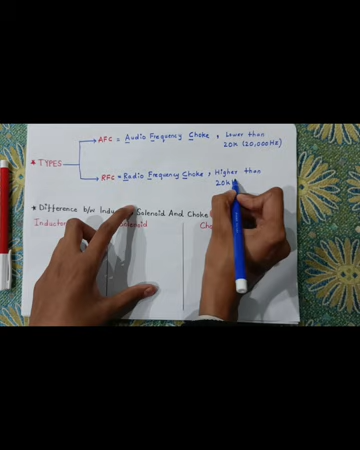 AFC = Audio Frequency Choke , Lower than
20K (20,000Hz)
* TYPES
RFC = Radio Frequency Choke , Higher than
20K
* Difference b/w Solenoid And Choke
Inductor